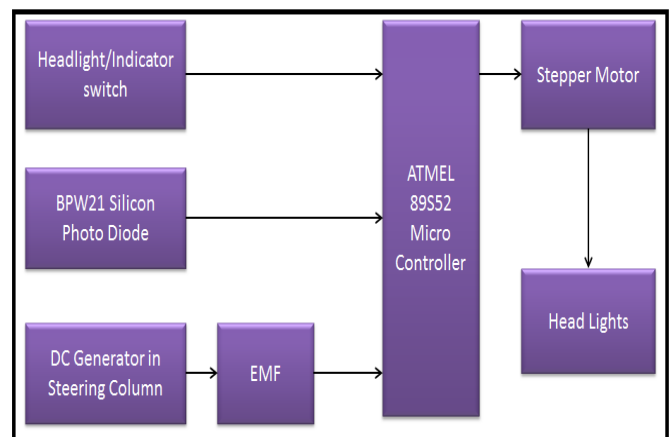 Headlight/Indicator
switch
BPW21 Silicon
Photo Diode
DC Generator in
Steering Column
EMF
ATMEL
89S52
Micro
Controller
Stepper Motor
Head Lights